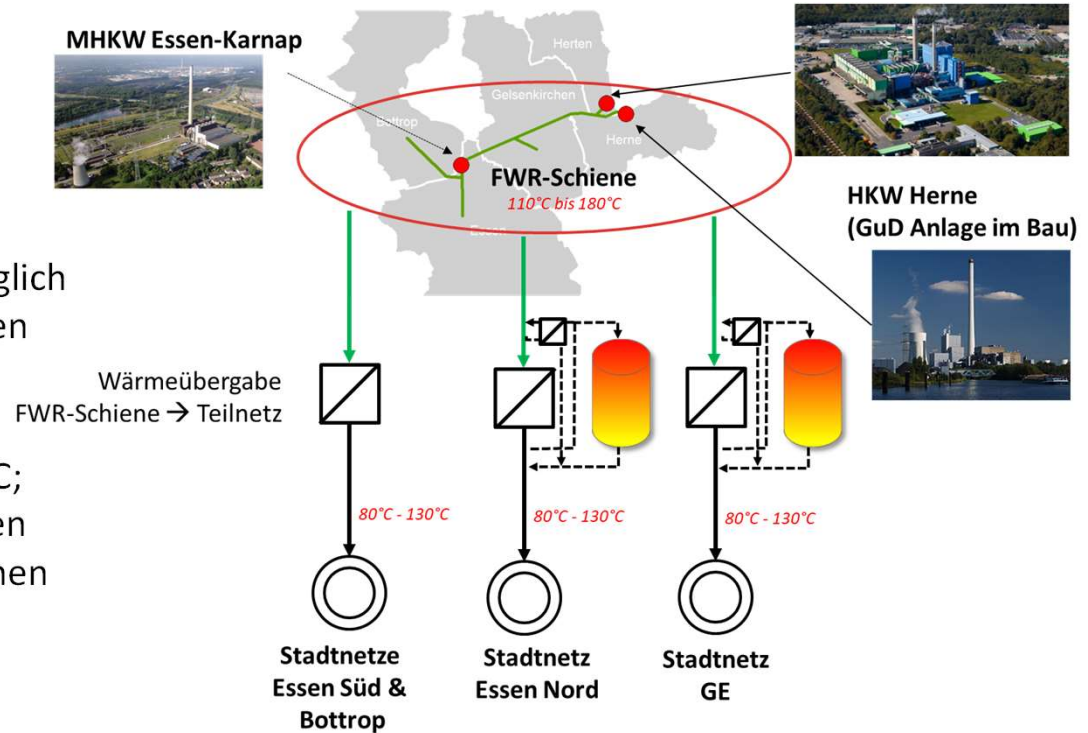 MHKW Essen-Karnap
Herten
Gelsenkirchen
Bottrop
Herne
FWR-Schiene
110°C bis 180°C
Essen
HKW Herne
(GuD Anlage im Bau)
glich
en
C;
en
nen
Wärmeübergabe
FWR-Schiene → Teilnetz
80°C - 130°C
80°C - 130°C
80°C - 130°C
Stadtnetze
Essen Süd &
Bottrop
Stadtnetz
Essen Nord
Stadtnetz
GE